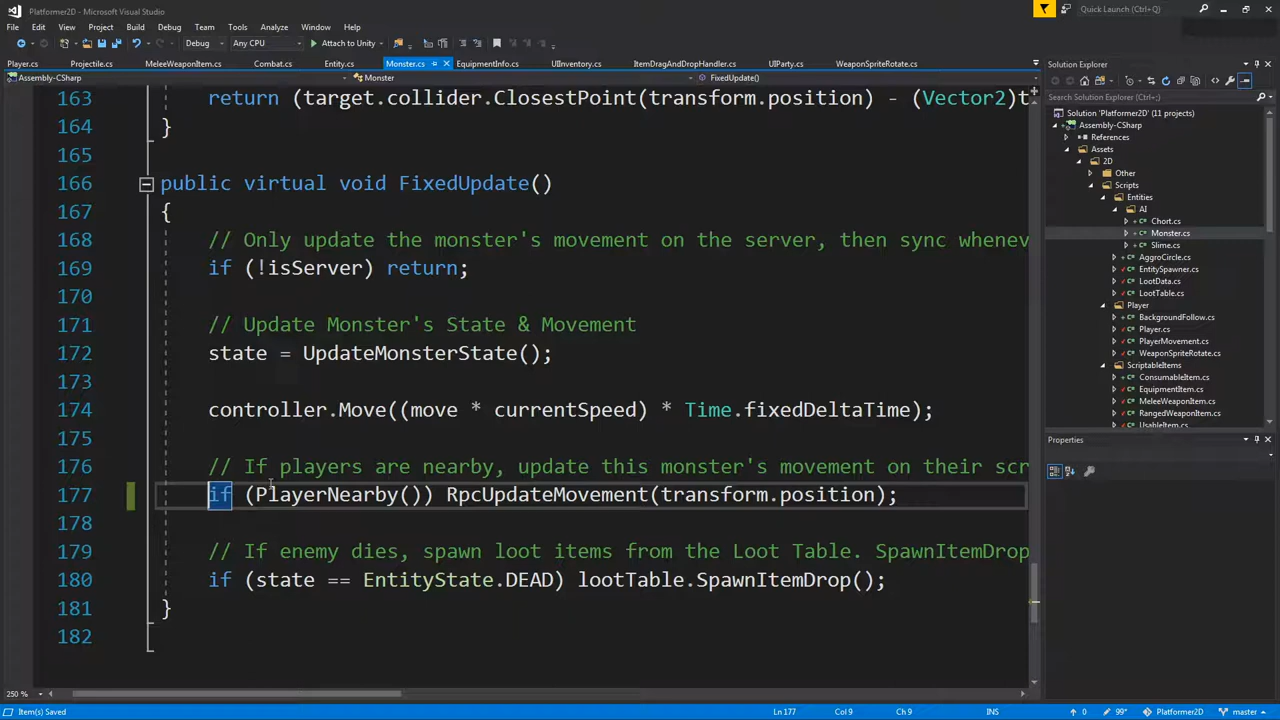 Platformer2D - Microsoft Visual Studio
Quick Launch (Ctrl+Q)
File Edit View Project Build Debug Team Tools Analyze Window Help
Debug Any CPU Attach to Unity
Player.cs Projectile.cs MeleeWeaponItem.cs Combat.cs Entity.cs Monster.cs EquipmentInfo.cs UIInventory.cs ItemDragAndDropHandler.cs UIParty.cs WeaponSpriteRotate.cs
Assembly-CSharp Monster FixedUpdate()
163 return (target.collider.ClosestPoint(transform.position) - (Vector2)t
164 }
165
166 public virtual void FixedUpdate()
167 {
168 // Only update the monster's movement on the server, then sync whenev
169 if (!isServer) return;
170
171 // Update Monster's State & Movement
172 state = UpdateMonsterState();
173
174 controller.Move((move * currentSpeed) * Time.fixedDeltaTime);
175
176 // If players are nearby, update this monster's movement on their scr
177 if (PlayerNearby()) RpcUpdateMovement(transform.position);
178
179 // If enemy dies, spawn loot items from the Loot Table. SpawnItemDrop
180 if (state == EntityState.DEAD) lootTable.SpawnItemDrop();
181 }
182
250 %
Solution Explorer
Search Solution Explorer (Ctrl+;)
Solution 'Platformer2D' (11 projects)
Assembly-CSharp
References
Assets
2D
Other
Scripts
Entities
AI
Chort.cs
Monster.cs
Slime.cs
AggroCircle.cs
EntitySpawner.cs
LootData.cs
LootTable.cs
Player
BackgroundFollow.cs
Player.cs
PlayerMovement.cs
WeaponSpriteRotate.cs
ScriptableItems
ConsumableItem.cs
EquipmentItem.cs
MeleeWeaponItem.cs
RangedWeaponItem.cs
UsableItem.cs
Properties
Item(s) Saved Ln 177 Col 9 Ch 9 INS 0 99* Platformer2D master